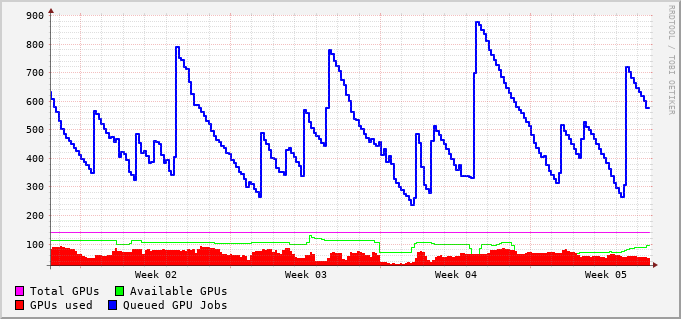 900
800
700
600
500
400
300
200
100
RRDTOOL / TOBI OETIKER
Week 02 Week 03 Week 04 Week 05
Total GPUs Available GPUs
GPUs used Queued GPU Jobs